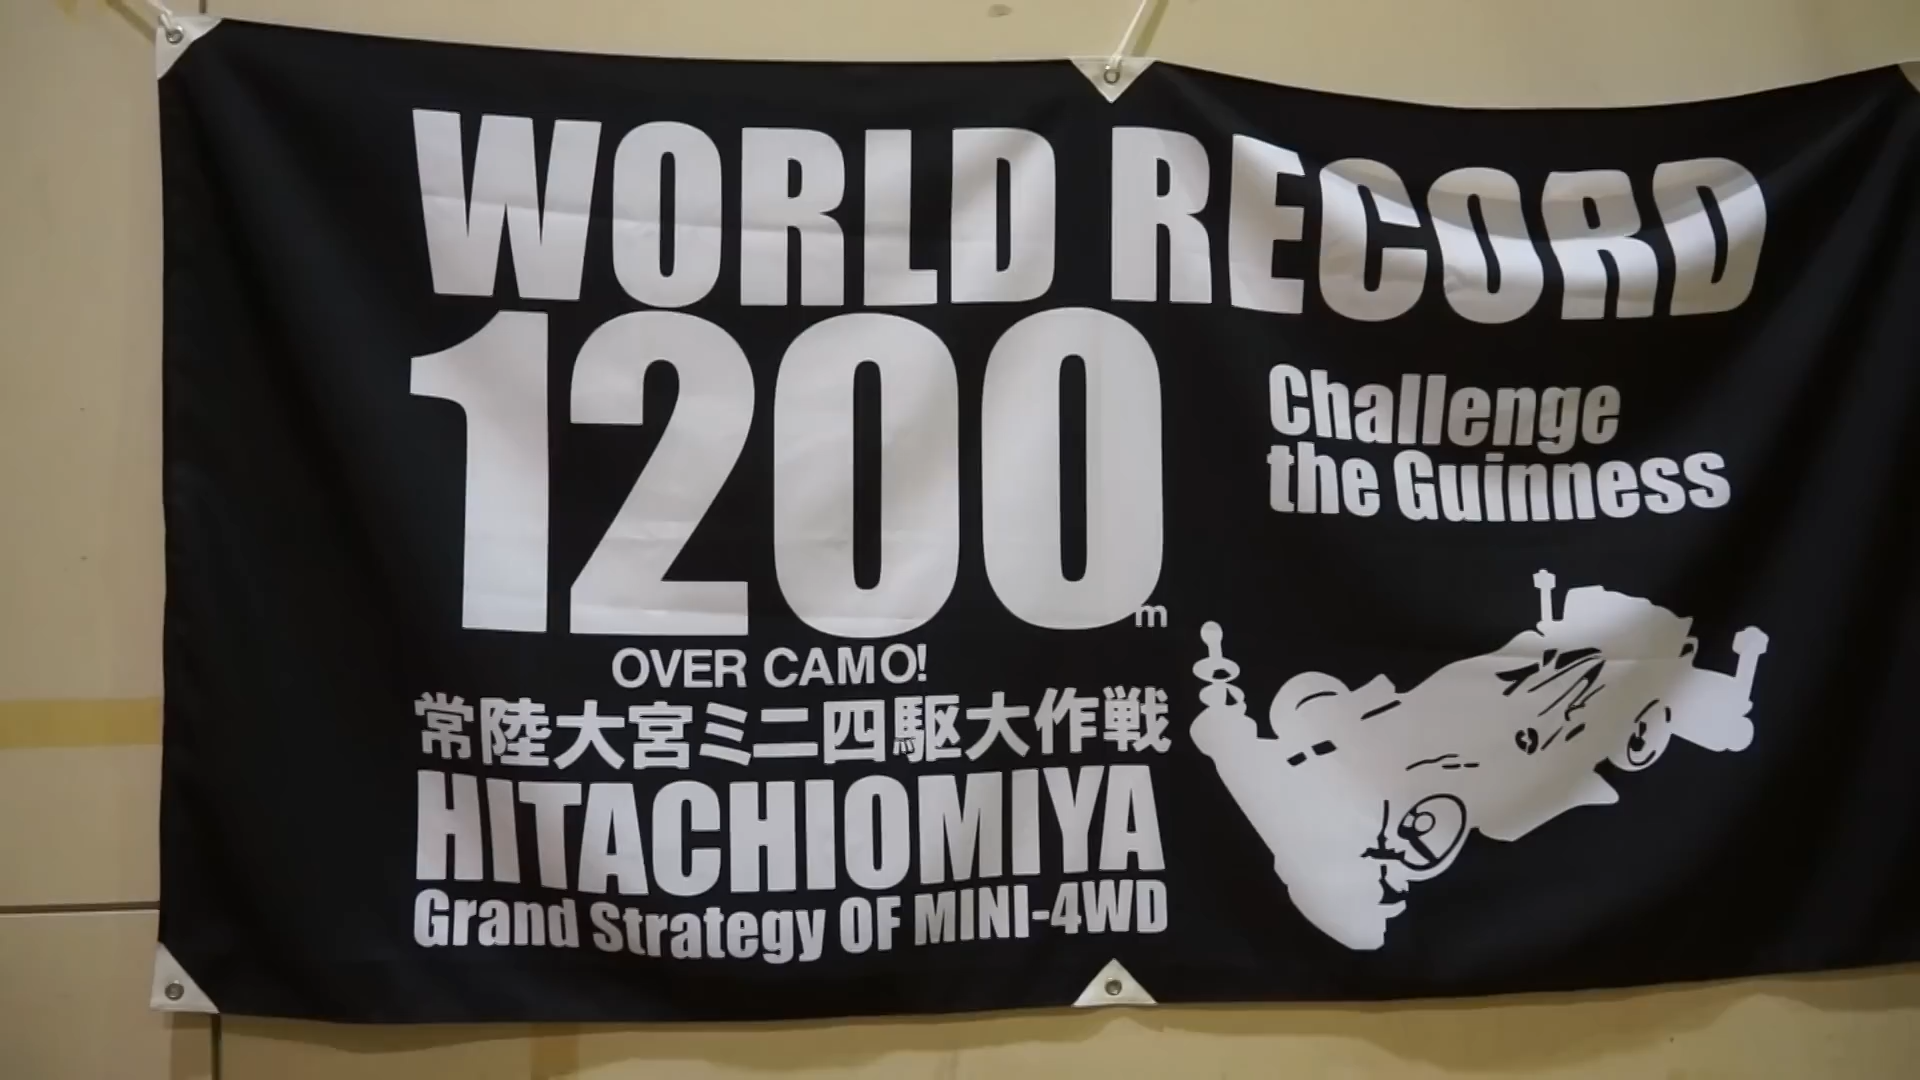 WORLD RECORD
1200m
Challenge
the Guinness
OVER CAMO!
常陸大宮ミニ四駆大作戦
HITACHIOMIYA
Grand Strategy OF MINI-4WD